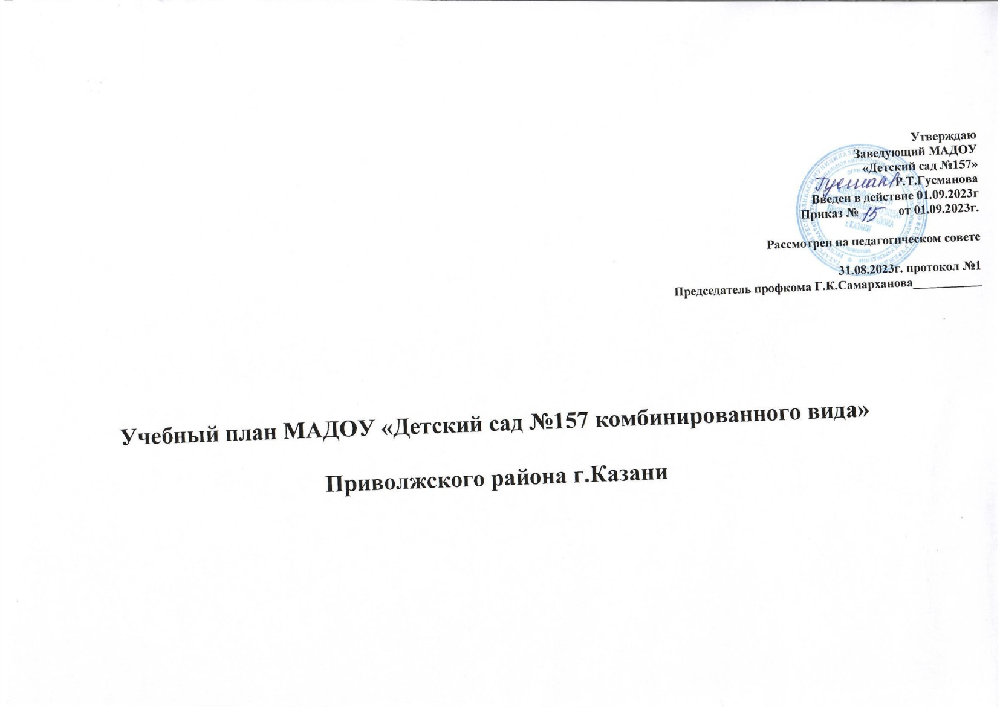 Утверждаю
Заведующий МАДОУ
«Детский сад №157»
Р.Т.Гусманова
Введен в действие 01.09.2023г
Приказ № 15 от 01.09.2023г.
Рассмотрен на педагогическом совете
31.08.2023г. протокол №1
Председатель профкома Г.К.Самарханова___________
Учебный план МАДОУ «Детский сад №157 комбинированного вида»
Приволжского района г.Казани